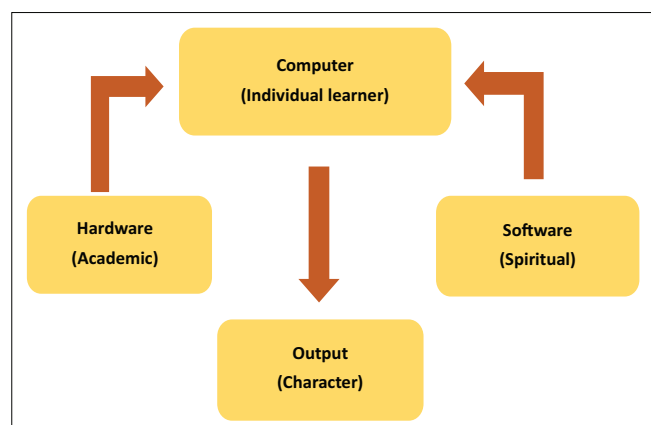 Computer
(Individual learner)
Hardware
(Academic)
Software
(Spiritual)
Output
(Character)